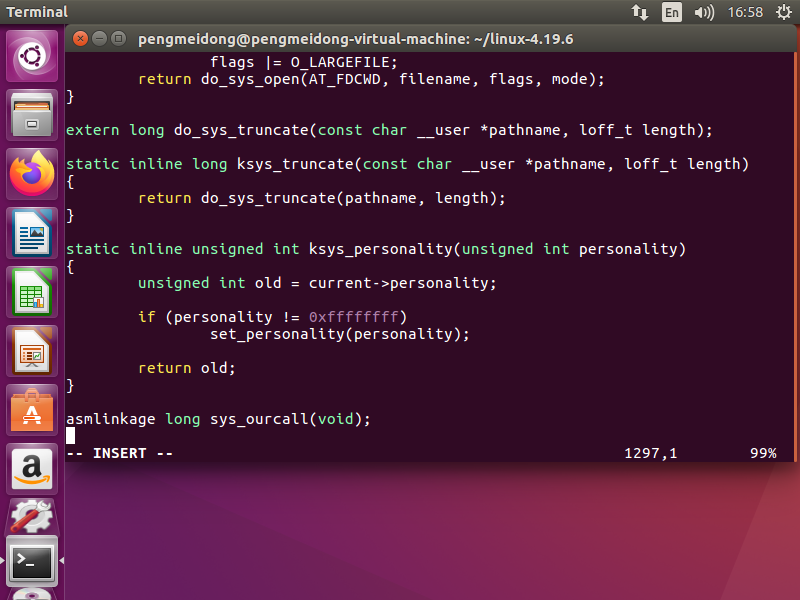 Terminal
En
16:58
pengmeidong@pengmeidong-virtual-machine: ~/linux-4.19.6
flags |= O_LARGEFILE;
return do_sys_open(AT_FDCWD, filename, flags, mode);
}
extern long do_sys_truncate(const char __user *pathname, loff_t length);
static inline long ksys_truncate(const char __user *pathname, loff_t length)
{
return do_sys_truncate(pathname, length);
}
static inline unsigned int ksys_personality(unsigned int personality)
{
unsigned int old = current->personality;
if (personality != 0xffffffff)
set_personality(personality);
return old;
}
asmlinkage long sys_ourcall(void);
-- INSERT --
1297,1
99%